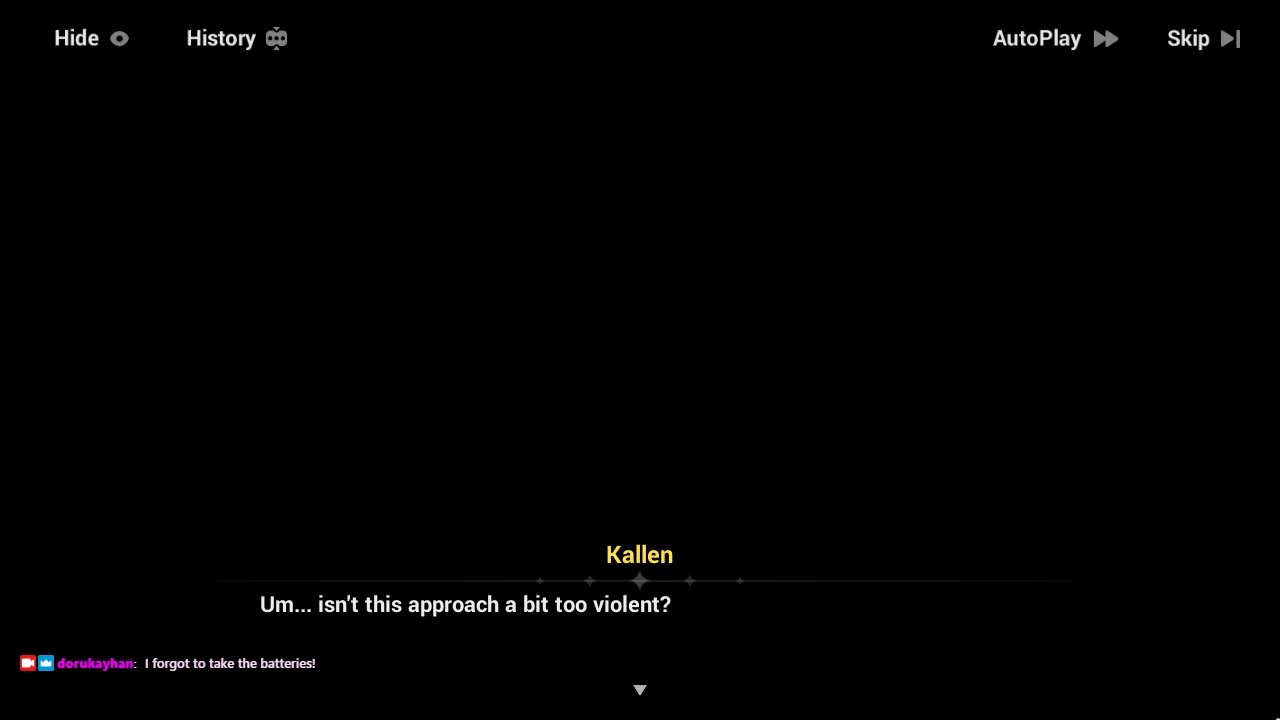 Hide
History
AutoPlay
Skip
Kallen
Um... isn't this approach a bit too violent?
dorukayhan: I forgot to take the batteries!